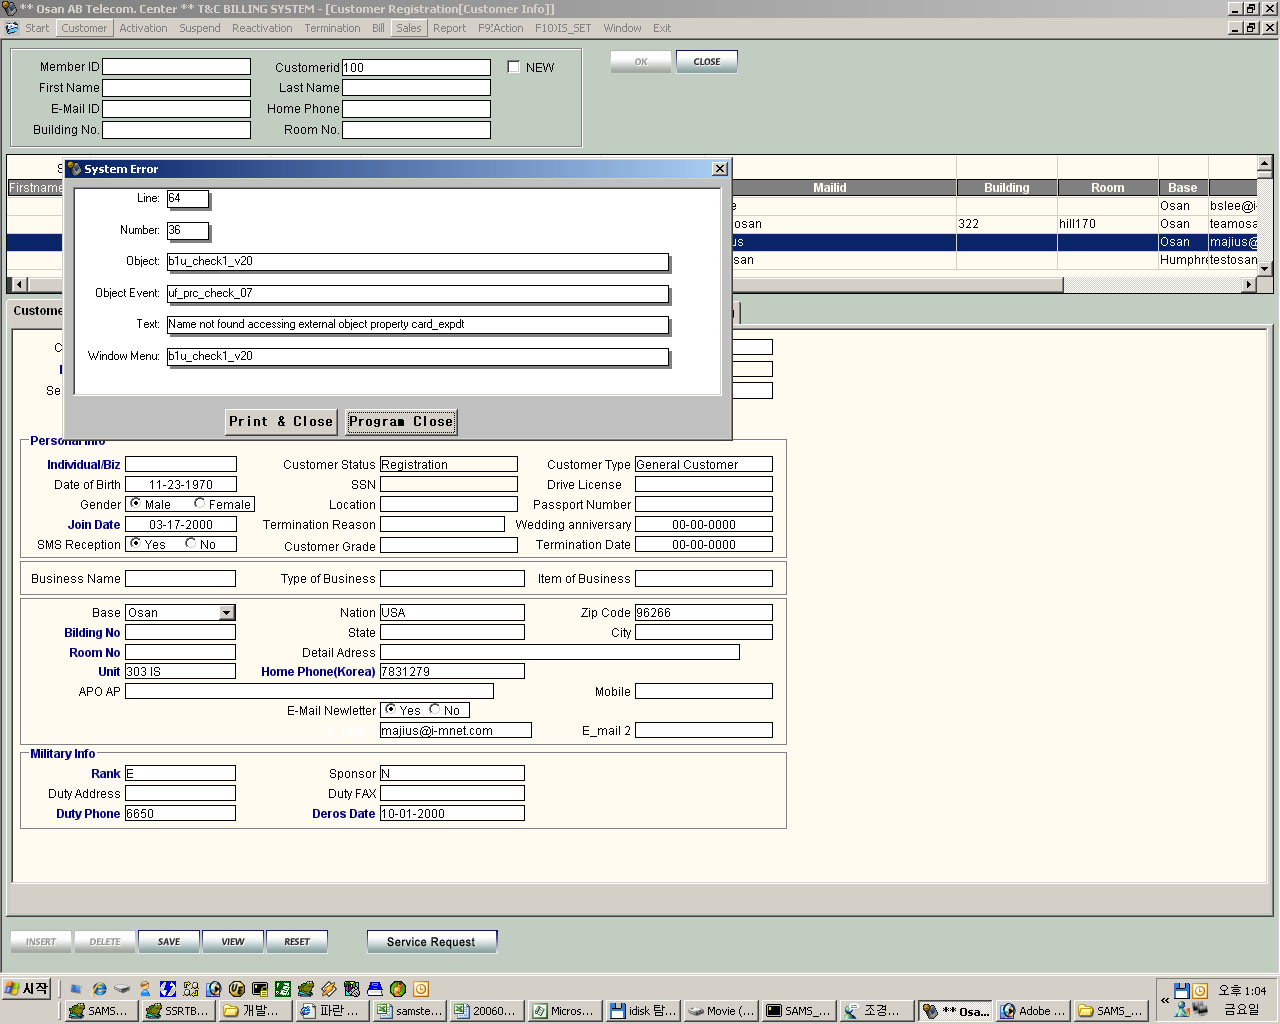 ** Osan AB Telecom. Center ** T&C BILLING SYSTEM - [Customer Registration[Customer Info]]
Start Customer Activation Suspend Reactivation Termination Bill Sales Report F9!Action F10)IS_SET Window Exit
Member ID Customerid 100 NEW OK CLOSE
First Name Last Name
E-Mail ID Home Phone
Building No. Room No.
System Error
Firstname Mailid Building Room Base
Line: 64
Osan bslee@i-
Number: 36
osan 322 hill170 Osan teamosa
us Osan majius@
Object: b1u_check1_v20
san Humphre testosan
Object Event: uf_prc_check_07
Custome
Text: Name not found accessing external object property card_expdt
Window Menu: b1u_check1_v20
Se
Print & Close Program Close
Personal Info
Individual/Biz Customer Status Registration Customer Type General Customer
Date of Birth 11-23-1970 SSN Drive License
Gender Male Female Location Passport Number
Join Date 03-17-2000 Termination Reason Wedding anniversary 00-00-0000
SMS Reception Yes No Customer Grade Termination Date 00-00-0000
Business Name Type of Business Item of Business
Base Osan Nation USA Zip Code 96266
Bilding No State City
Room No Detail Adress
Unit 303 IS Home Phone(Korea) 7831279
APO AP Mobile
E-Mail Newletter Yes No
majius@i-mnet.com E_mail 2
Military Info
Rank E Sponsor N
Duty Address Duty FAX
Duty Phone 6650 Deros Date 10-01-2000
INSERT DELETE SAVE VIEW RESET Service Request
시작 오후 1:04
SAMS... SSRTB... 개발... 파란 ... samste... 20060... Micros... idisk 탐... Movie (... SAMS_... 조경... ** Osa... Adobe ... SAMS_... 금요일